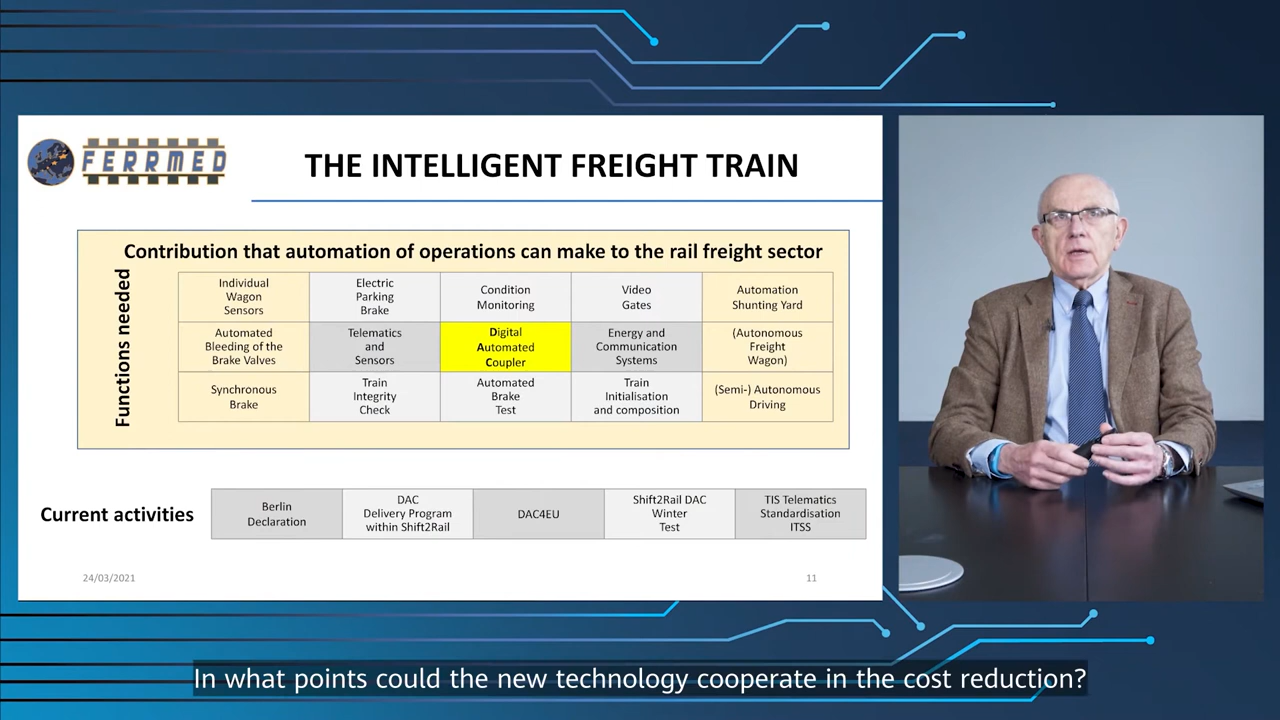 FERRMED
THE INTELLIGENT FREIGHT TRAIN
Contribution that automation of operations can make to the rail freight sector
Functions needed
Individual
Wagon
Sensors
Electric
Parking
Brake
Condition
Monitoring
Video
Gates
Automation
Shunting Yard
Automated
Bleeding of the
Brake Valves
Telematics
and
Sensors
Digital
Automated
Coupler
Energy and
Communication
Systems
(Autonomous
Freight
Wagon)
Synchronous
Brake
Train
Integrity
Check
Automated
Brake
Test
Train
Initialisation
and composition
(Semi-) Autonomous
Driving
Current activities
Berlin
Declaration
DAC
Delivery Program
within Shift2Rail
DAC4EU
Shift2Rail DAC
Winter
Test
TIS Telematics
Standardisation
ITSS
24/03/2021
11
In what points could the new technology cooperate in the cost reduction?